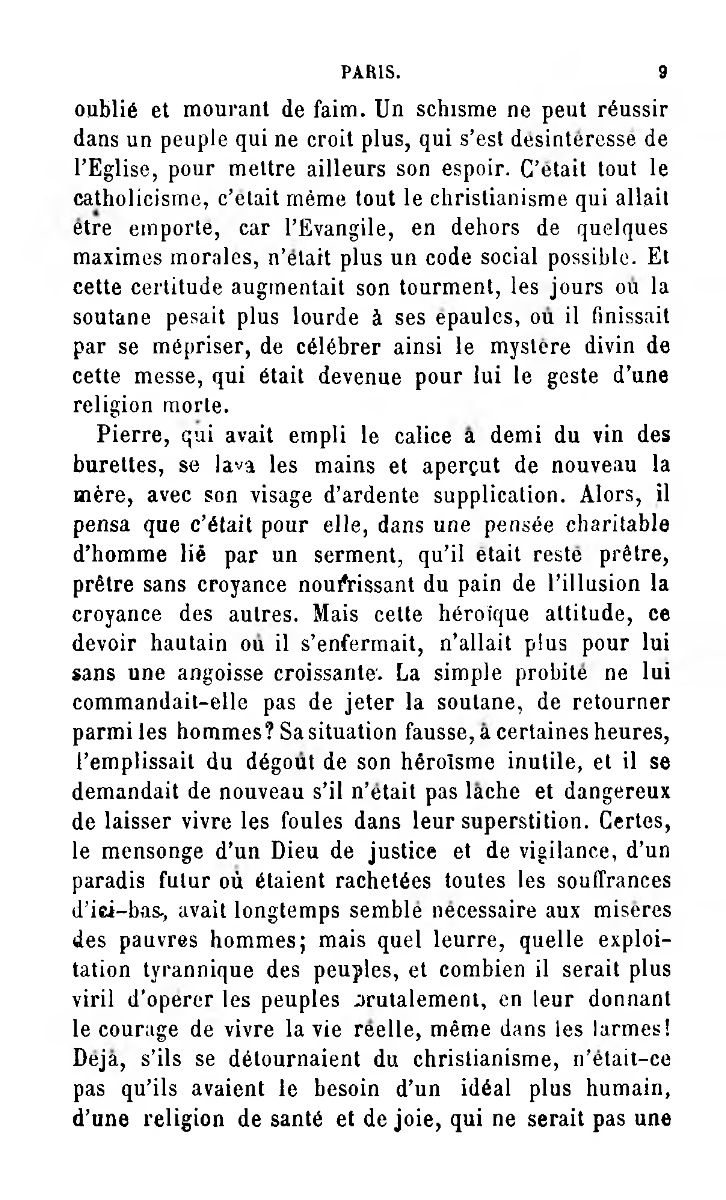 PARIS. 9
oublié et mourant de faim. Un schisme ne peut réussir
dans un peuple qui ne croit plus, qui s'est désintéressé de
l'Eglise, pour mettre ailleurs son espoir. C'était tout le
catholicisme, c'était même tout le christianisme qui allait
être emporté, car l'Evangile, en dehors de quelques
maximes morales, n'était plus un code social possible. Et
cette certitude augmentait son tourment, les jours où la
soutane pesait plus lourde à ses épaules, où il finissait
par se mépriser, de célébrer ainsi le mystère divin de
cette messe, qui était devenue pour lui le geste d'une
religion morte.
Pierre, qui avait empli le calice à demi du vin des
burettes, se lava les mains et aperçut de nouveau la
mère, avec son visage d'ardente supplication. Alors, il
pensa que c'était pour elle, dans une pensée charitable
d'homme lié par un serment, qu'il était resté prêtre,
prêtre sans croyance nourrissant du pain de l'illusion la
croyance des autres. Mais cette héroïque attitude, ce
devoir hautain où il s'enfermait, n'allait plus pour lui
sans une angoisse croissante. La simple probité ne lui
commandait-elle pas de jeter la soutane, de retourner
parmi les hommes? Sa situation fausse, à certaines heures,
l'emplissait du dégoût de son héroïsme inutile, et il se
demandait de nouveau s'il n'était pas lâche et dangereux
de laisser vivre les foules dans leur superstition. Certes,
le mensonge d'un Dieu de justice et de vigilance, d'un
paradis futur où étaient rachetées toutes les souffrances
d'ici-bas, avait longtemps semblé nécessaire aux misères
des pauvres hommes; mais quel leurre, quelle exploi-
tation tyrannique des peuples, et combien il serait plus
viril d'opérer les peuples brutalement, en leur donnant
le courage de vivre la vie réelle, même dans les larmes!
Déjà, s'ils se détournaient du christianisme, n'était-ce
pas qu'ils avaient le besoin d'un idéal plus humain,
d'une religion de santé et de joie, qui ne serait pas une